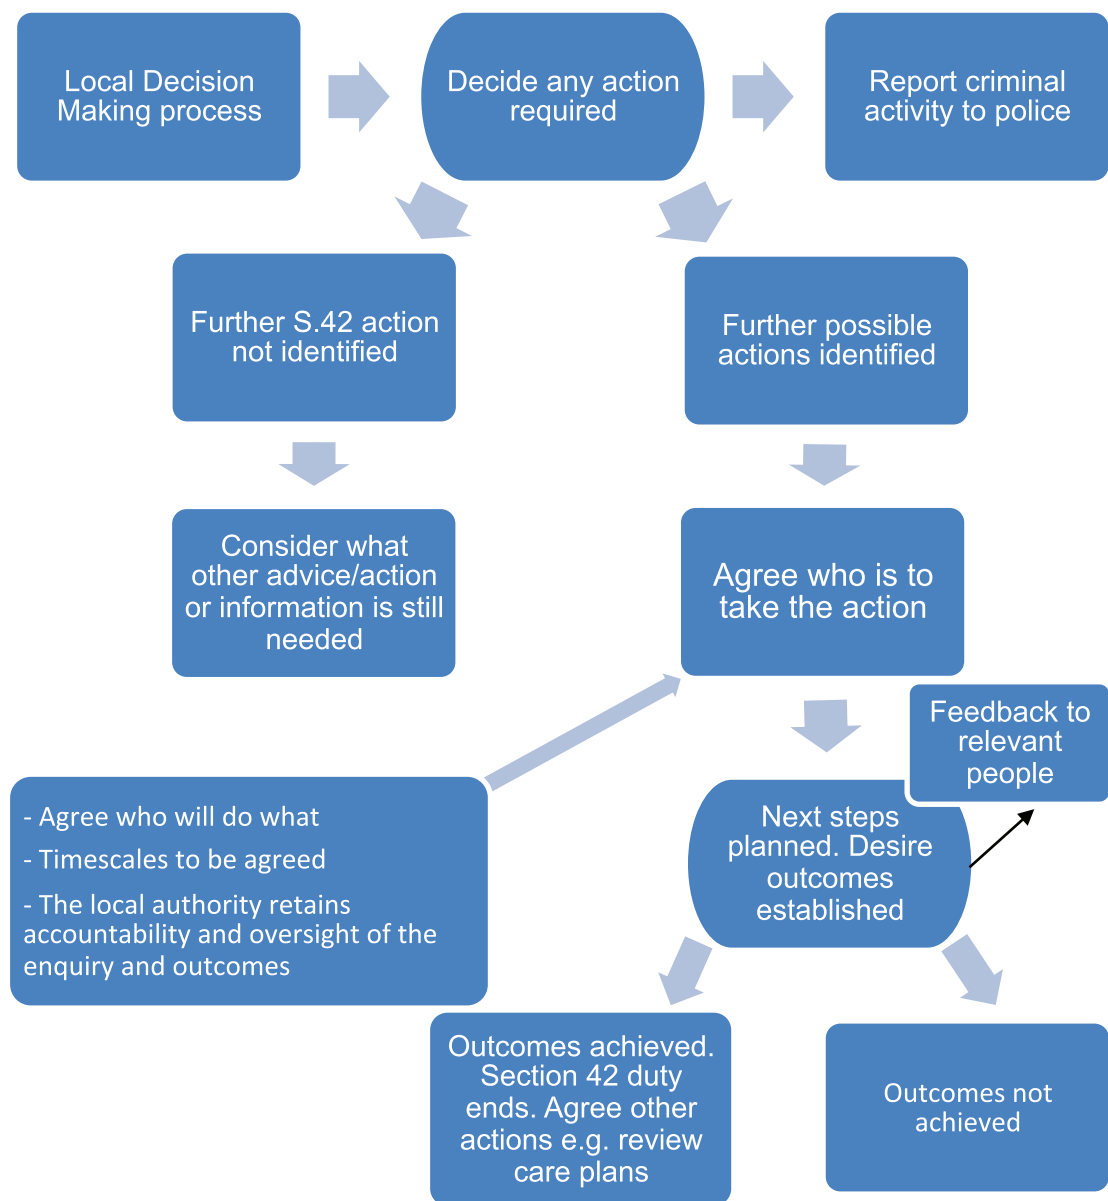 Local Decision
Making process
Decide any action
required
Report criminal
activity to police
Further S.42 action
not identified
Further possible
actions identified
Consider what
other advice/action
or information is still
needed
Agree who is to
take the action
Feedback to
relevant
people
- Agree who will do what
- Timescales to be agreed
- The local authority retains
accountability and oversight of the
enquiry and outcomes
Next steps
planned. Desire
outcomes
established
Outcomes achieved.
Section 42 duty
ends. Agree other
actions e.g. review
care plans
Outcomes not
achieved